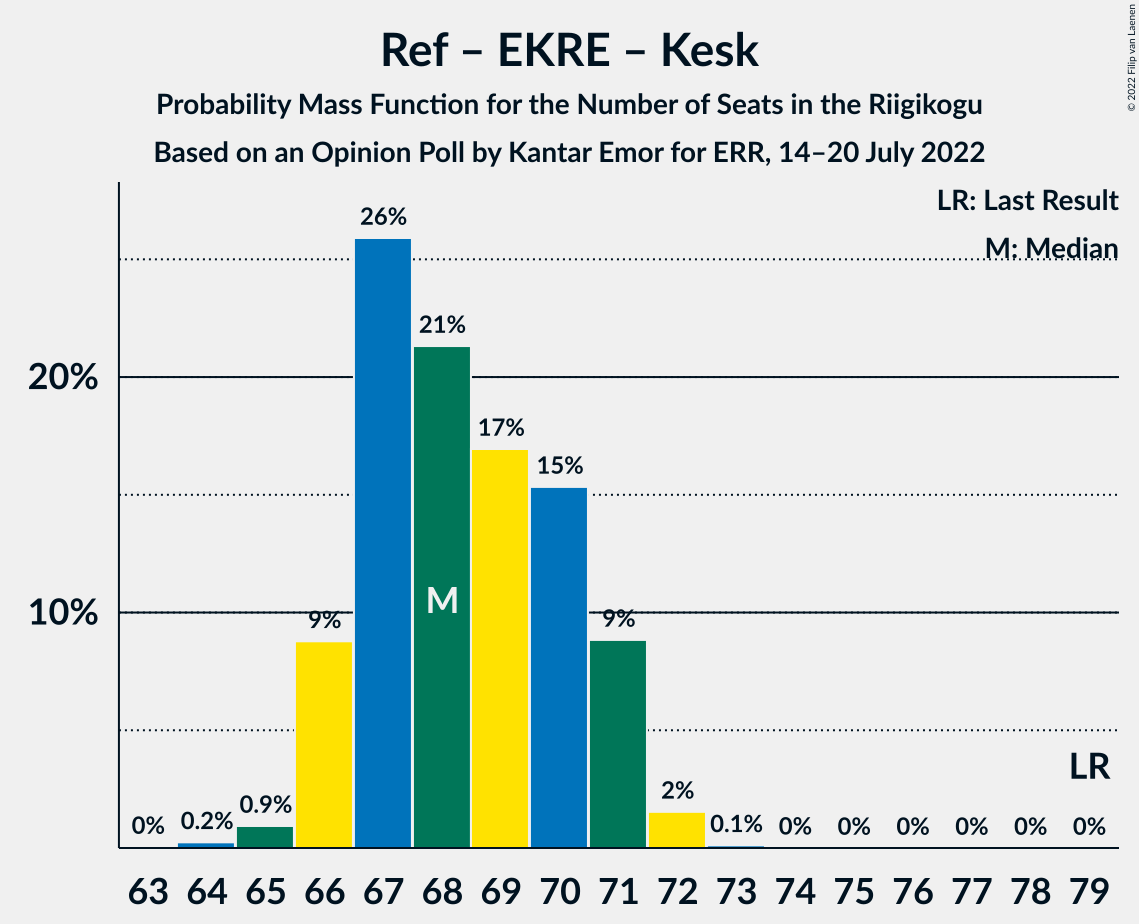 Ref – EKRE – Kesk
Probability Mass Function for the Number of Seats in the Riigikogu
Based on an Opinion Poll by Kantar Emor for ERR, 14–20 July 2022
© 2022 Filip van Laenen
LR: Last Result
M: Median
26%
21%
20%
17%
15%
M
10%
9%
9%
LR
2%
0%
0.2%
0.9%
0.1%
0%
0%
0%
0%
0%
0%
63 64 65 66 67 68 69 70 71 72 73 74 75 76 77 78 79